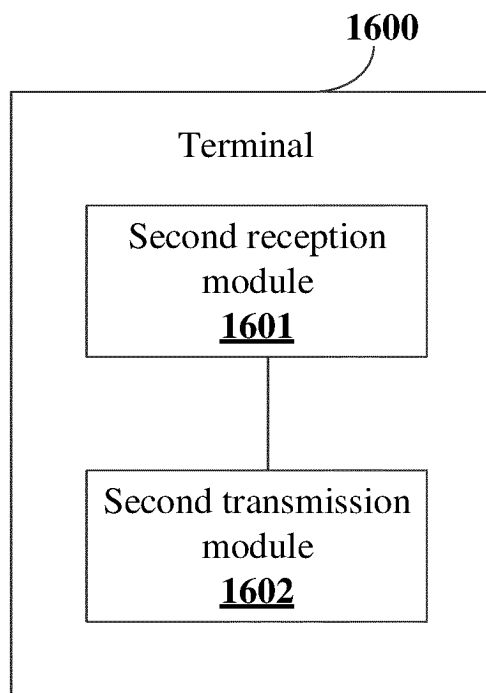 1600
Terminal
Second reception
module
1601
Second transmission
module
1602